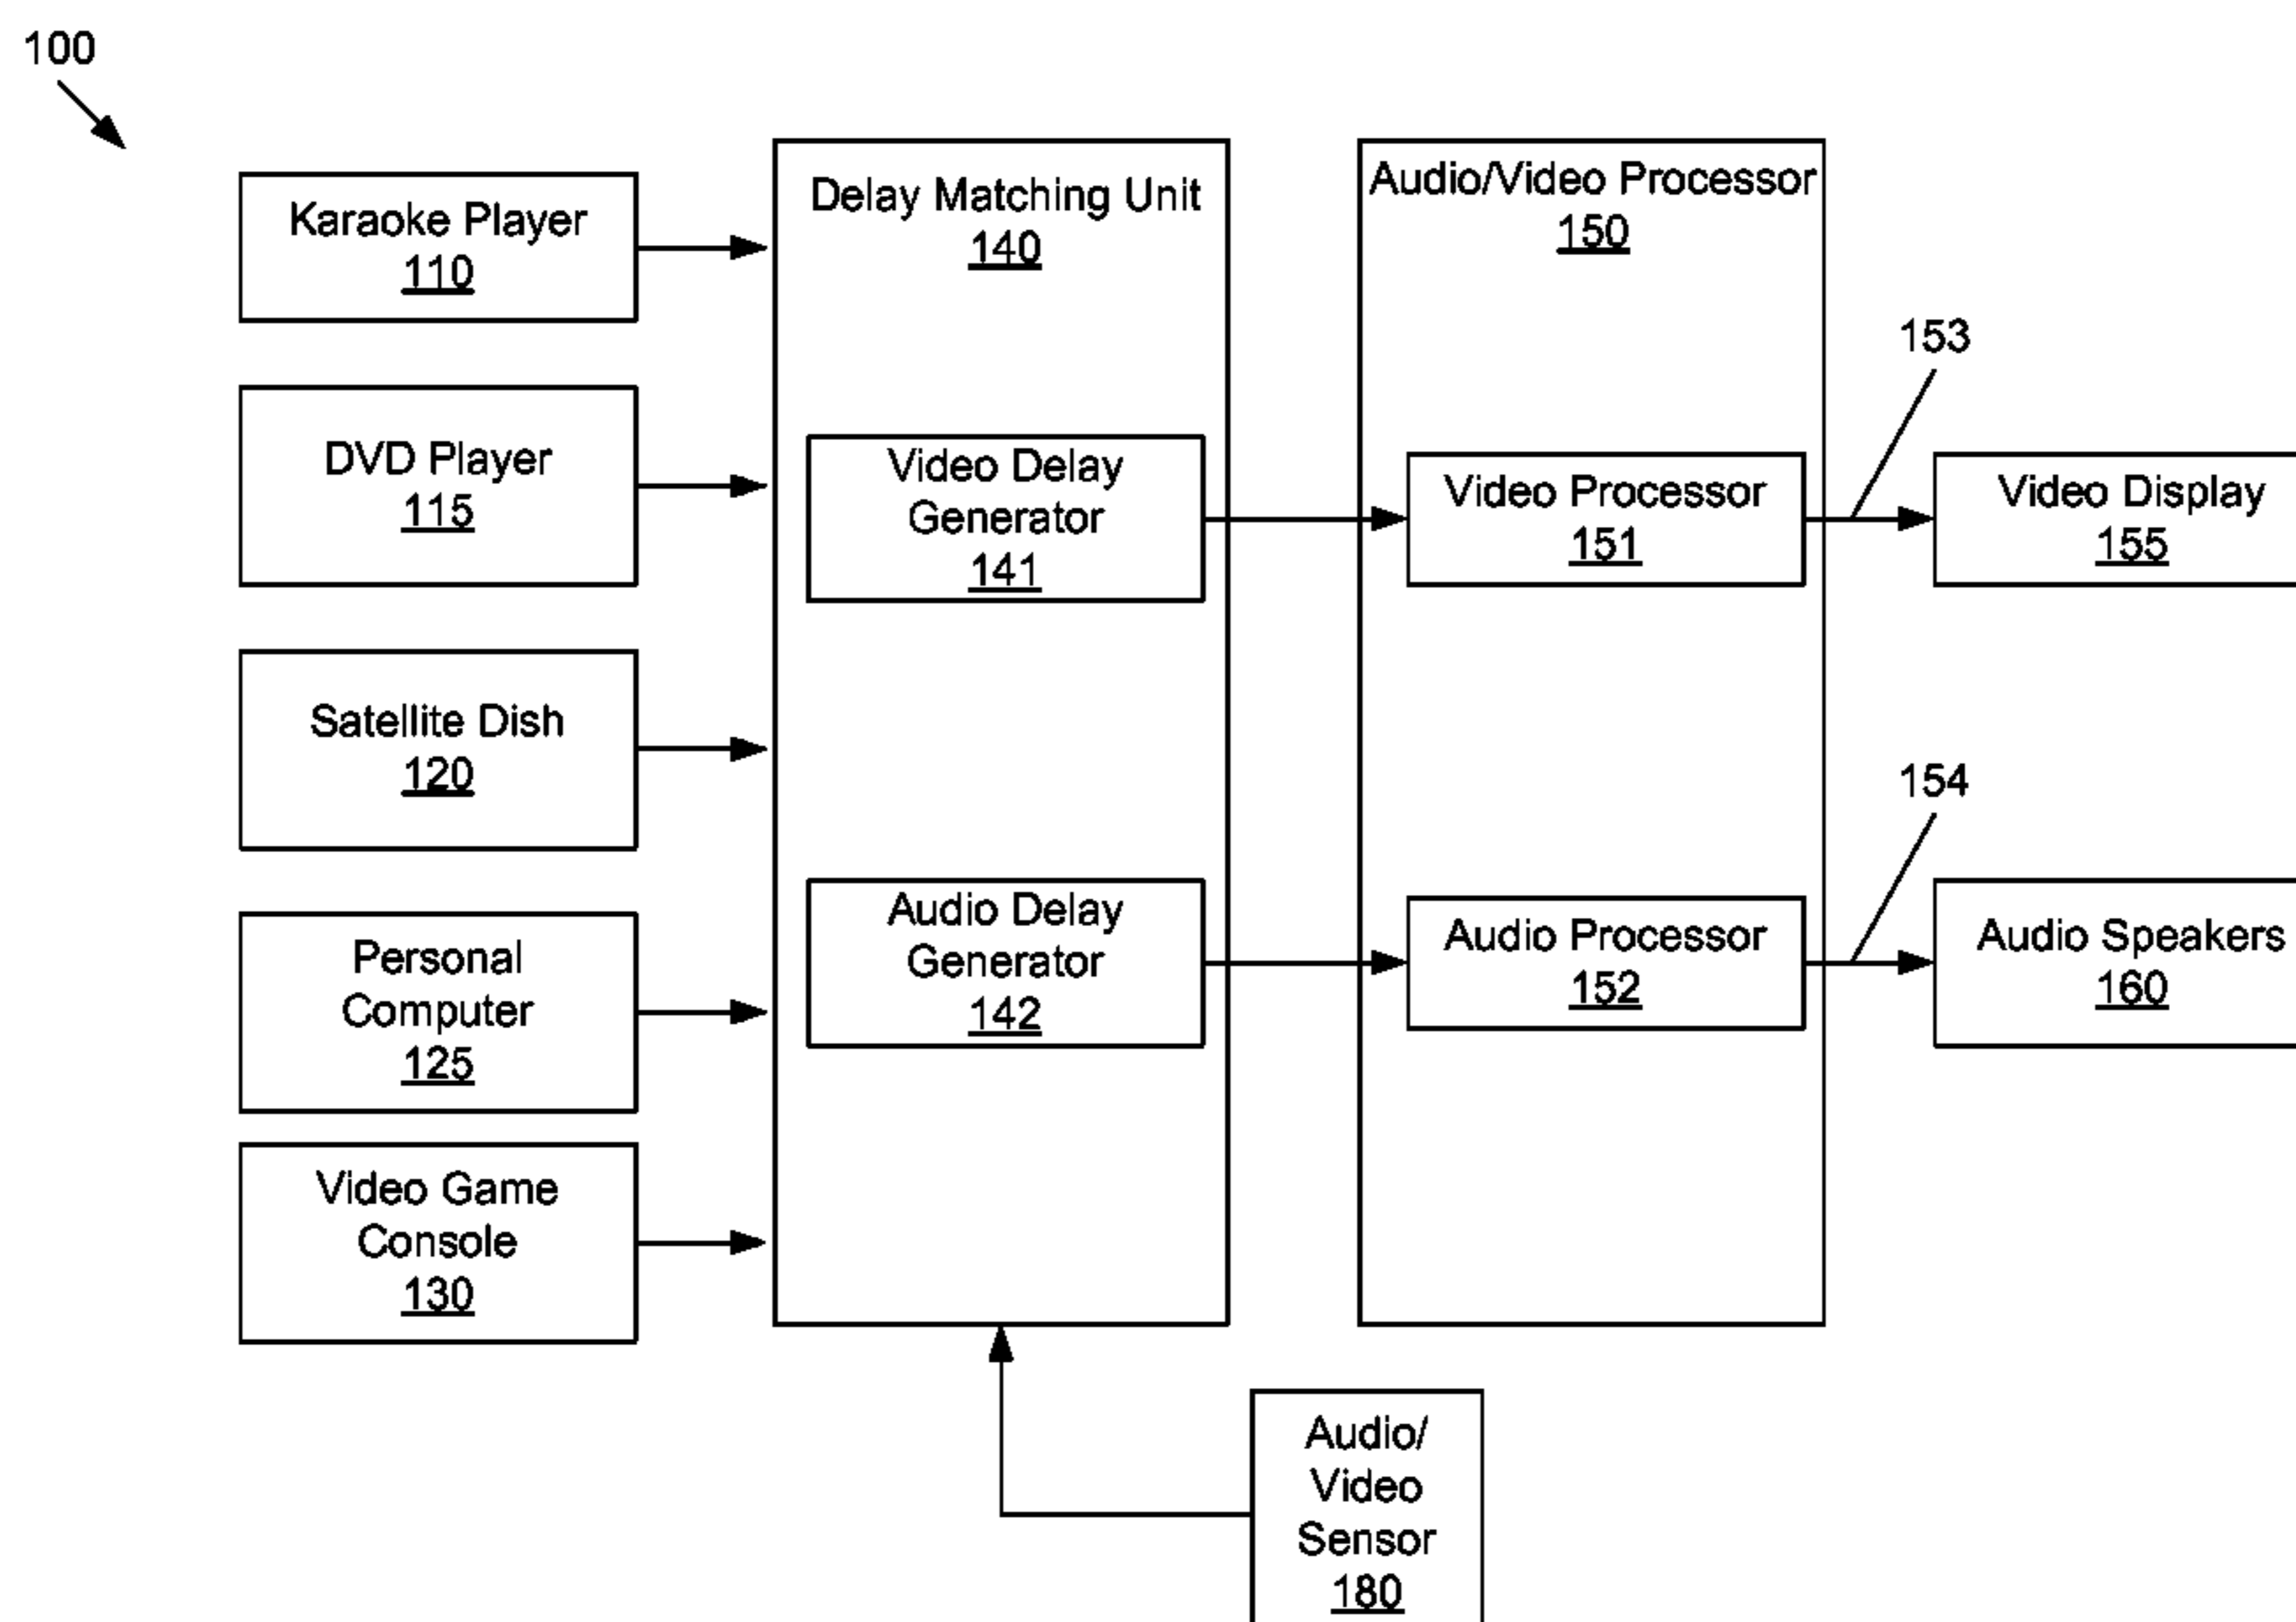 100
Karaoke Player
110
DVD Player
115
Satellite Dish
120
Personal
Computer
125
Video Game
Console
130
Delay Matching Unit
140
Video Delay
Generator
141
Audio Delay
Generator
142
Audio/Video Processor
150
Video Processor
151
Audio Processor
152
153
Video Display
155
154
Audio Speakers
160
Audio/
Video
Sensor
180